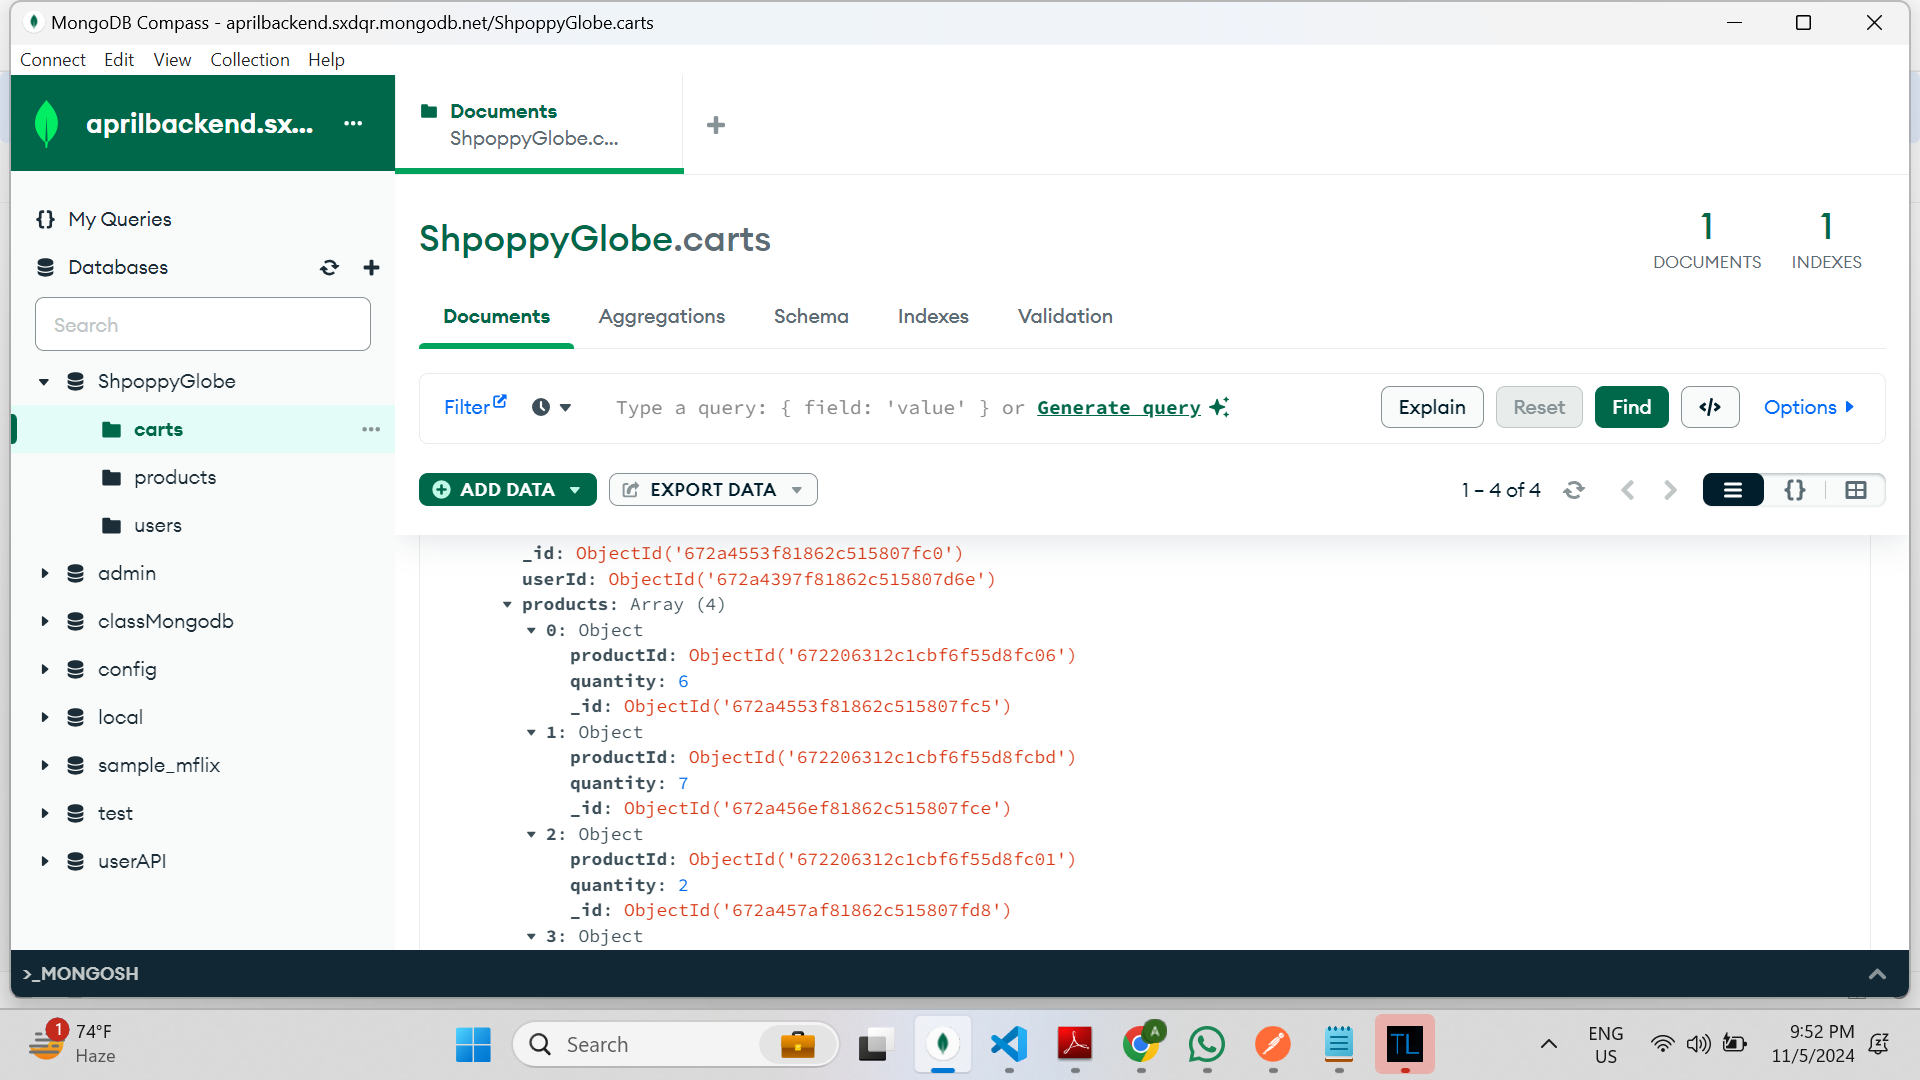 MongoDB Compass - aprilbackend.sxdqr.mongodb.net/ShpoppyGlobe.carts
Connect Edit View Collection Help
aprilbackend.sx... ...
Documents
ShpoppyGlobe.c...
My Queries
Databases
Search
ShpoppyGlobe
carts
products
users
admin
classMongodb
config
local
sample_mflix
test
userAPI
ShpoppyGlobe.carts
1 DOCUMENTS
1 INDEXES
Documents Aggregations Schema Indexes Validation
Filter Type a query: { field: 'value' } or Generate query Explain Reset Find </> Options
ADD DATA EXPORT DATA 1 – 4 of 4 {}
_id: ObjectId('672a4553f81862c515807fc0')
userId: ObjectId('672a4397f81862c515807d6e')
products: Array (4)
0: Object
productId: ObjectId('672206312c1cbf6f55d8fc06')
quantity: 6
_id: ObjectId('672a4553f81862c515807fc5')
1: Object
productId: ObjectId('672206312c1cbf6f55d8fcbd')
quantity: 7
_id: ObjectId('672a456ef81862c515807fce')
2: Object
productId: ObjectId('672206312c1cbf6f55d8fc01')
quantity: 2
_id: ObjectId('672a457af81862c515807fd8')
3: Object
>_MONGOSH
1 74°F
Haze
Search
A
TL
ENG
US
9:52 PM
11/5/2024